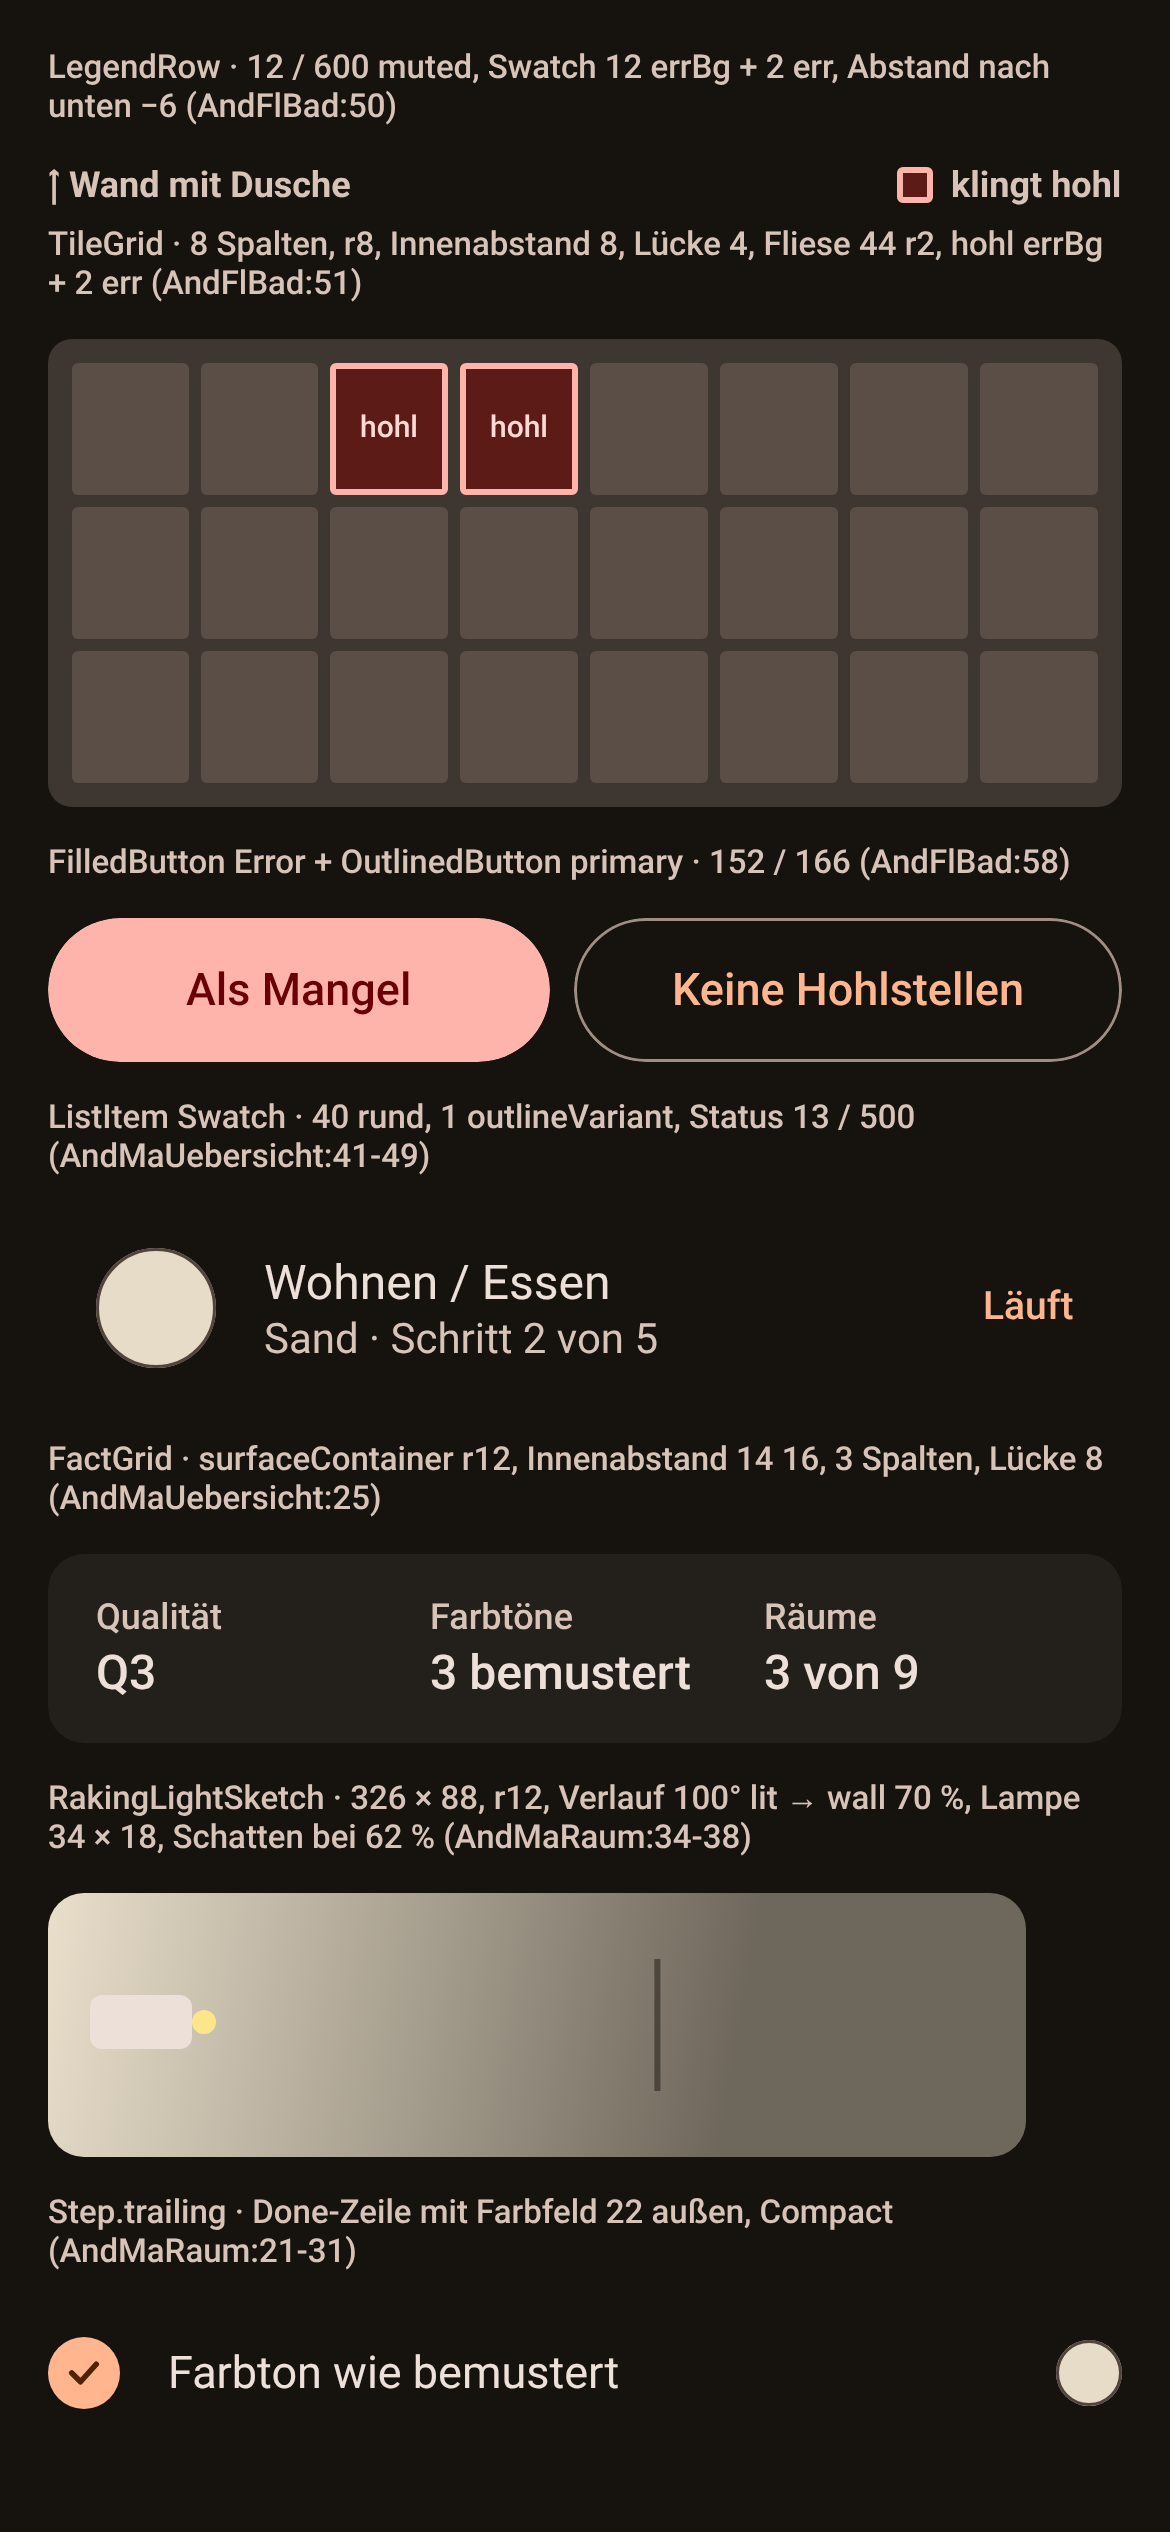 LegendRow · 12 / 600 muted, Swatch 12 errBg + 2 err, Abstand nach
unten −6 (AndFlBad:50)
↑ Wand mit Dusche
klingt hohl
TileGrid · 8 Spalten, r8, Innenabstand 8, Lücke 4, Fliese 44 r2, hohl errBg
+ 2 err (AndFlBad:51)
hohl
hohl
FilledButton Error + OutlinedButton primary · 152 / 166 (AndFlBad:58)
Als Mangel
Keine Hohlstellen
ListItem Swatch · 40 rund, 1 outlineVariant, Status 13 / 500
(AndMaUebersicht:41-49)
Wohnen / Essen
Sand · Schritt 2 von 5
Läuft
FactGrid · surfaceContainer r12, Innenabstand 14 16, 3 Spalten, Lücke 8
(AndMaUebersicht:25)
Qualität
Q3
Farbtöne
3 bemustert
Räume
3 von 9
RakingLightSketch · 326 × 88, r12, Verlauf 100° lit → wall 70 %, Lampe
34 × 18, Schatten bei 62 % (AndMaRaum:34-38)
Step.trailing · Done-Zeile mit Farbfeld 22 außen, Compact
(AndMaRaum:21-31)
Farbton wie bemustert